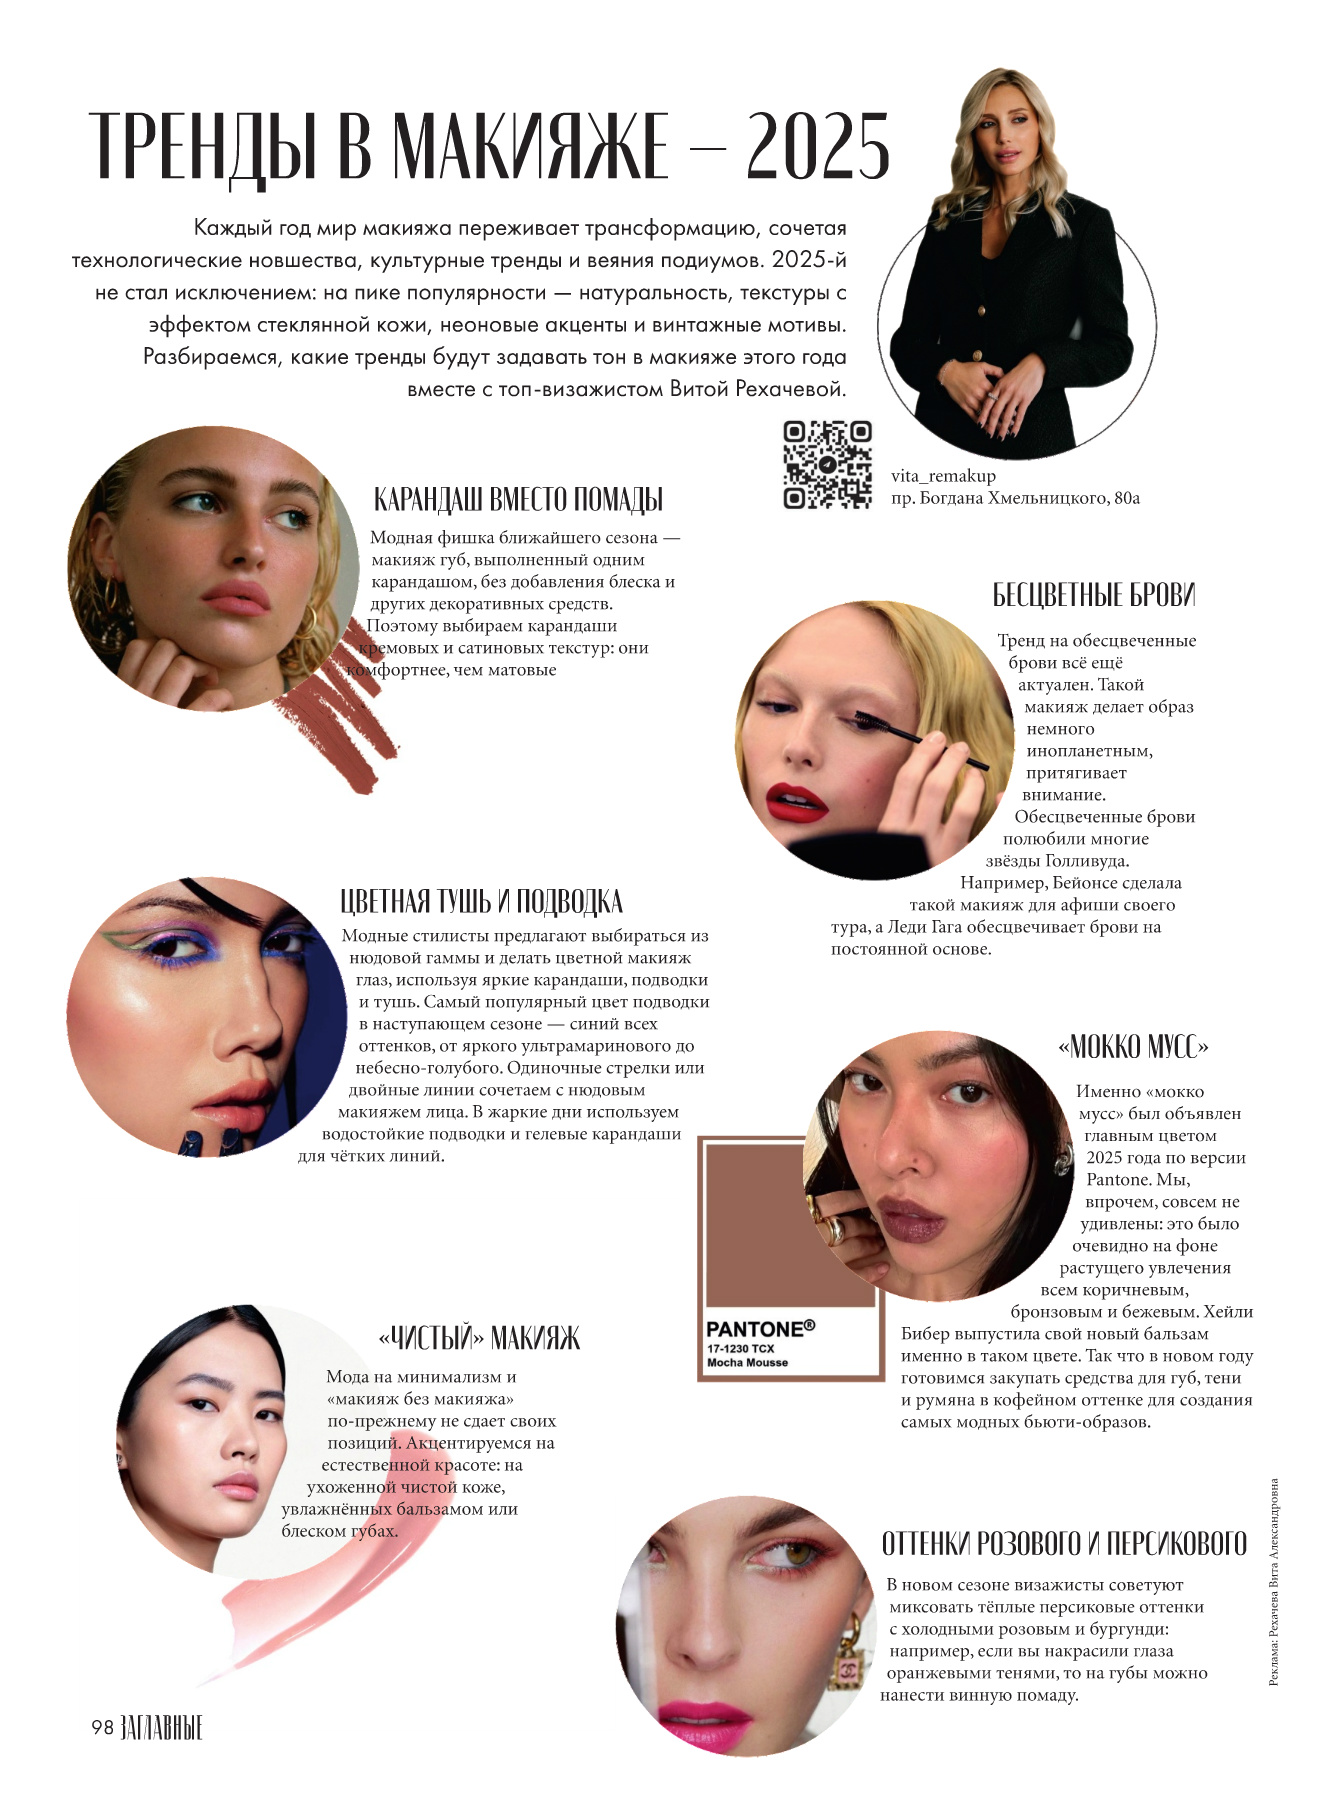 ТРЕНДЫ В МАКИЯЖЕ — 2025
Каждый год мир макияжа переживает трансформацию, сочетая
технологические новшества, культурные тренды и веяния подиумов. 2025-й
не стал исключением: на пике популярности — натуральность, текстуры с
эффектом стеклянной кожи, неоновые акценты и винтажные мотивы.
Разбираемся, какие тренды будут задавать тон в макияже этого года
вместе с топ-визажистом Витой Рехачевой.
vita_remakup
пр. Богдана Хмельницкого, 80а
КАРАНДАШ ВМЕСТО ПОМАДЫ
Модная фишка ближайшего сезона —
макияж губ, выполненный одним
карандашом, без добавления блеска и
других декоративных средств.
Поэтому выбираем карандаши
кремовых и сатиновых текстур: они
комфортнее, чем матовые
БЕСЦВЕТНЫЕ БРОВИ
Тренд на обесцвеченные
брови всё ещё
актуален. Такой
макияж делает образ
немного
инопланетным,
притягивает
внимание.
Обесцвеченные брови
полюбили многие
звёзды Голливуда.
Например, Бейонсе сделала
такой макияж для афиши своего
тура, а Леди Гага обесцвечивает брови на
постоянной основе.
ЦВЕТНАЯ ТУШЬ И ПОДВОДКА
Модные стилисты предлагают выбираться из
нюдовой гаммы и делать цветной макияж
глаз, используя яркие карандаши, подводки
и тушь. Самый популярный цвет подводки
в наступающем сезоне — синий всех
оттенков, от яркого ультрамаринового до
небесно-голубого. Одиночные стрелки или
двойные линии сочетаем с нюдовым
макияжем лица. В жаркие дни используем
водостойкие подводки и гелевые карандаши
для чётких линий.
«МОККО МУСС»
Именно «мокко
мусс» был объявлен
главным цветом
2025 года по версии
Pantone. Мы,
впрочем, совсем не
удивлены: это было
очевидно на фоне
растущего увлечения
всем коричневым,
бронзовым и бежевым. Хейли
Бибер выпустила свой новый бальзам
именно в таком цвете. Так что в новом году
готовимся закупать средства для губ, тени
и румяна в кофейном оттенке для создания
самых модных бьюти-образов.
PANTONE®
17-1230 TCX
Mocha Mousse
«ЧИСТЫЙ» МАКИЯЖ
Мода на минимализм и
«макияж без макияжа»
по-прежнему не сдает своих
позиций. Акцентируемся на
естественной красоте: на
ухоженной чистой коже,
увлажнённых бальзамом или
блеском губах.
ОТТЕНКИ РОЗОВОГО И ПЕРСИКОВОГО
В новом сезоне визажисты советуют
миксовать тёплые персиковые оттенки
с холодными розовым и бургунди:
например, если вы накрасили глаза
оранжевыми тенями, то на губы можно
нанести винную помаду.
Реклама: Рехачева Вита Александровна
98 ЗАГЛАВНЫЕ